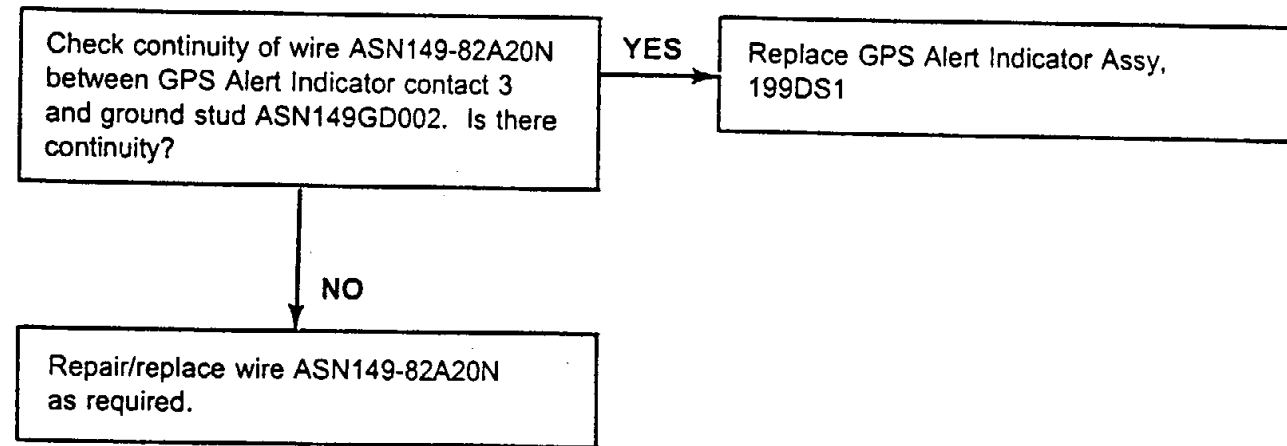 Check continuity of wire ASN149-82A20N
between GPS Alert Indicator contact 3
and ground stud ASN149GD002. Is there
continuity?
YES
Replace GPS Alert Indicator Assy,
199DS1
NO
Repair/replace wire ASN149-82A20N
as required.